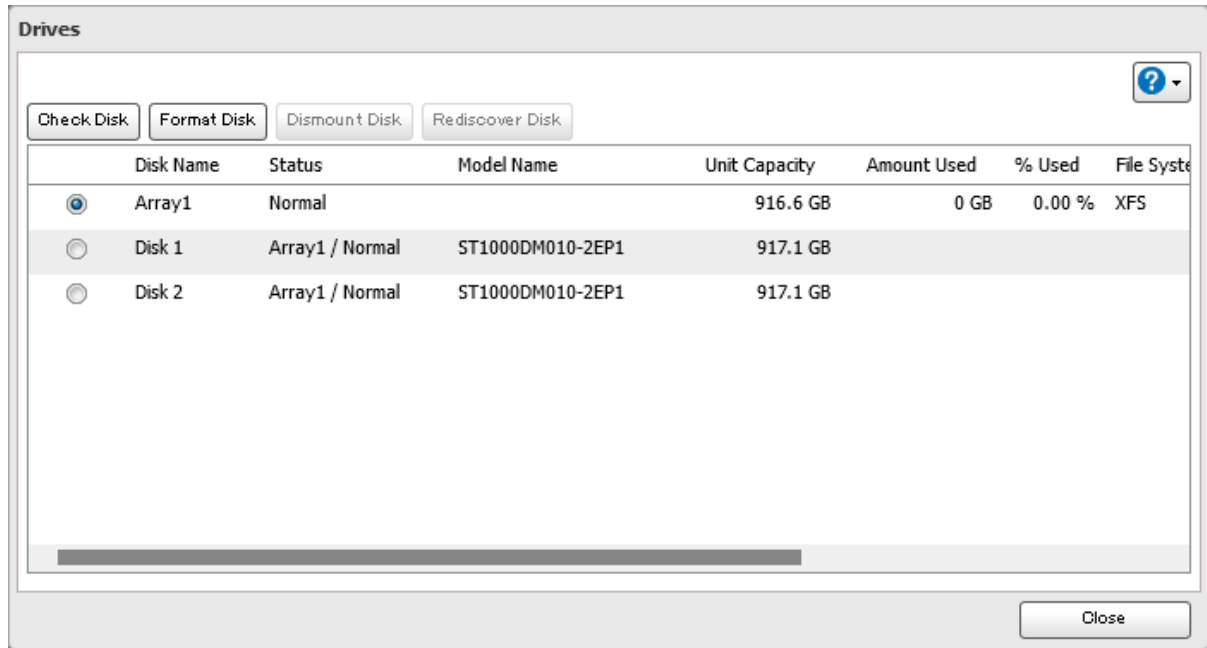 Drives
?
Check Disk Format Disk Dismount Disk Rediscover Disk
Disk Name Status Model Name Unit Capacity Amount Used % Used File Syste
Array1 Normal 916.6 GB 0 GB 0.00 % XFS
Disk 1 Array1 / Normal ST1000DM010-2EP1 917.1 GB
Disk 2 Array1 / Normal ST1000DM010-2EP1 917.1 GB
Close